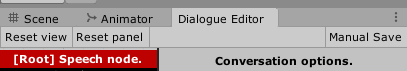 Scene Animator Dialogue Editor
Reset view Reset panel Manual Save
[Root] Speech node. Conversation options.